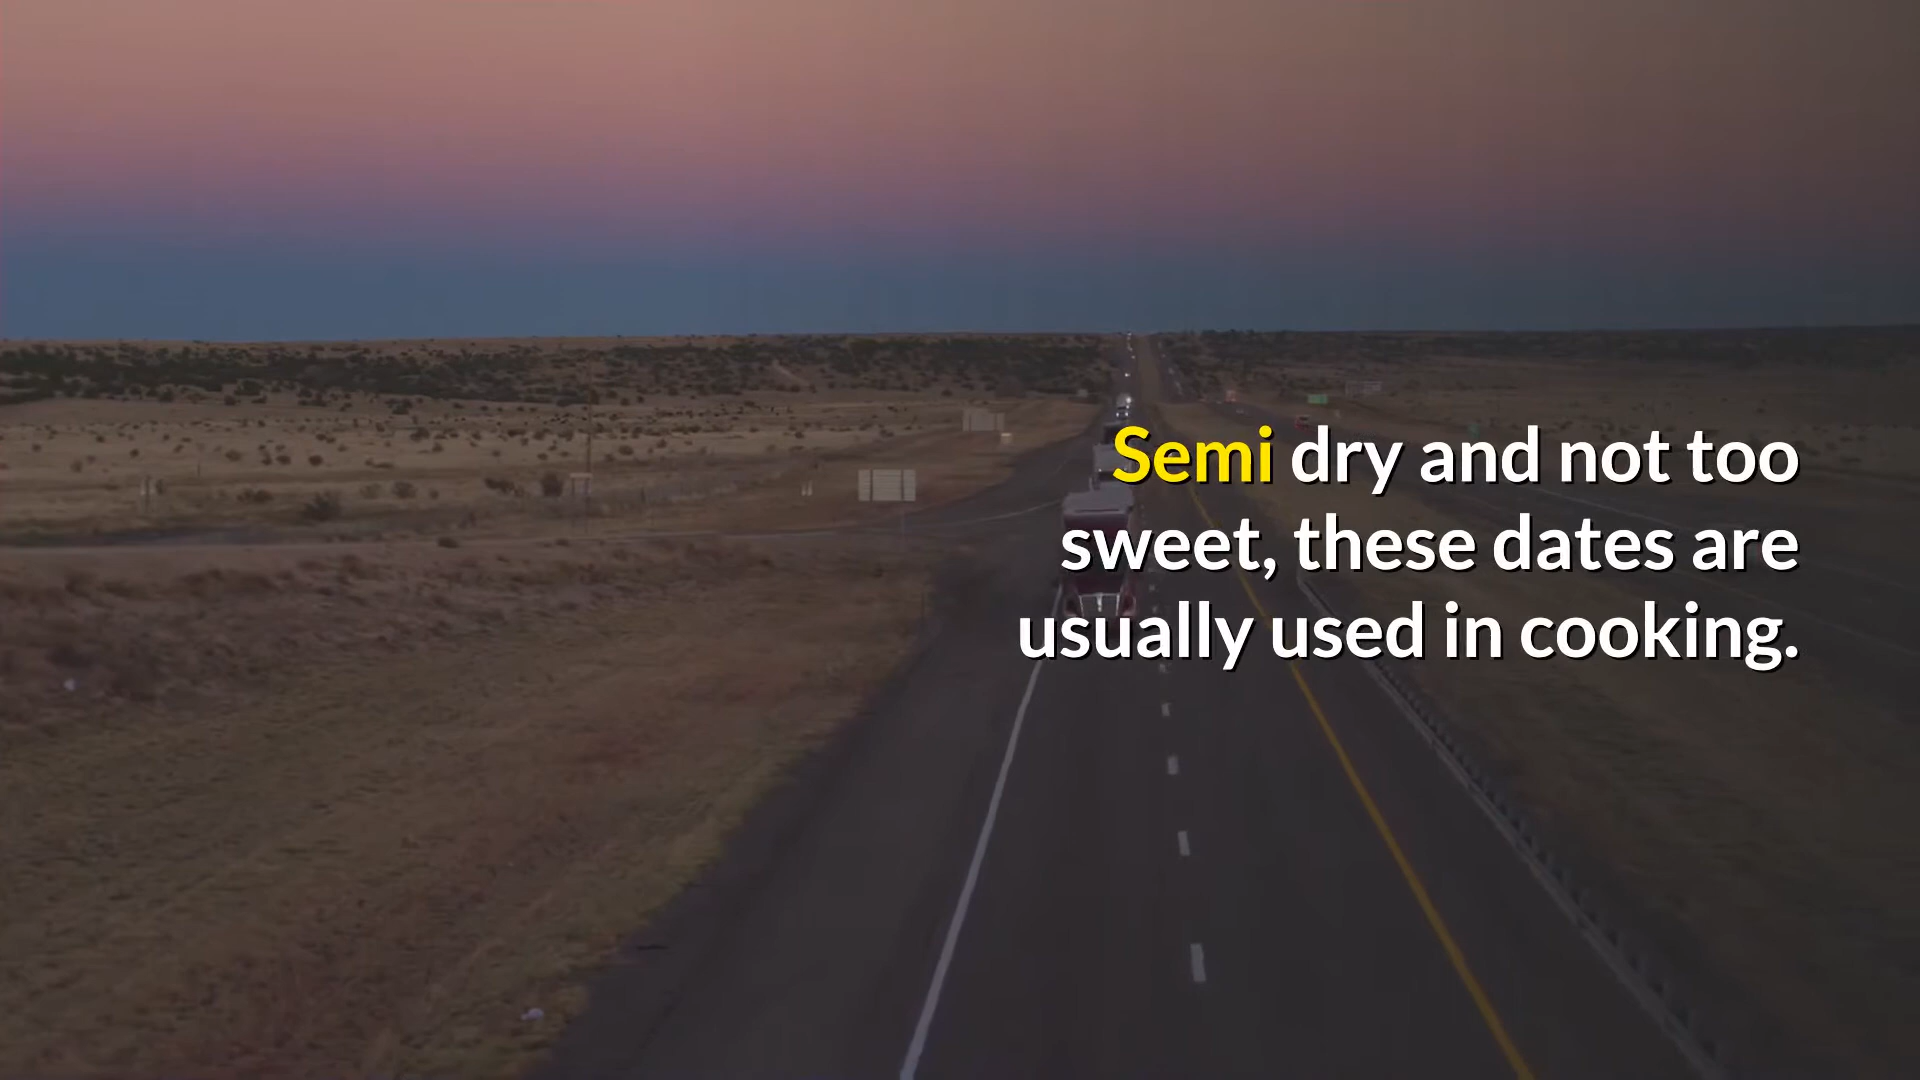 Semi dry and not too
sweet, these dates are
usually used in cooking.